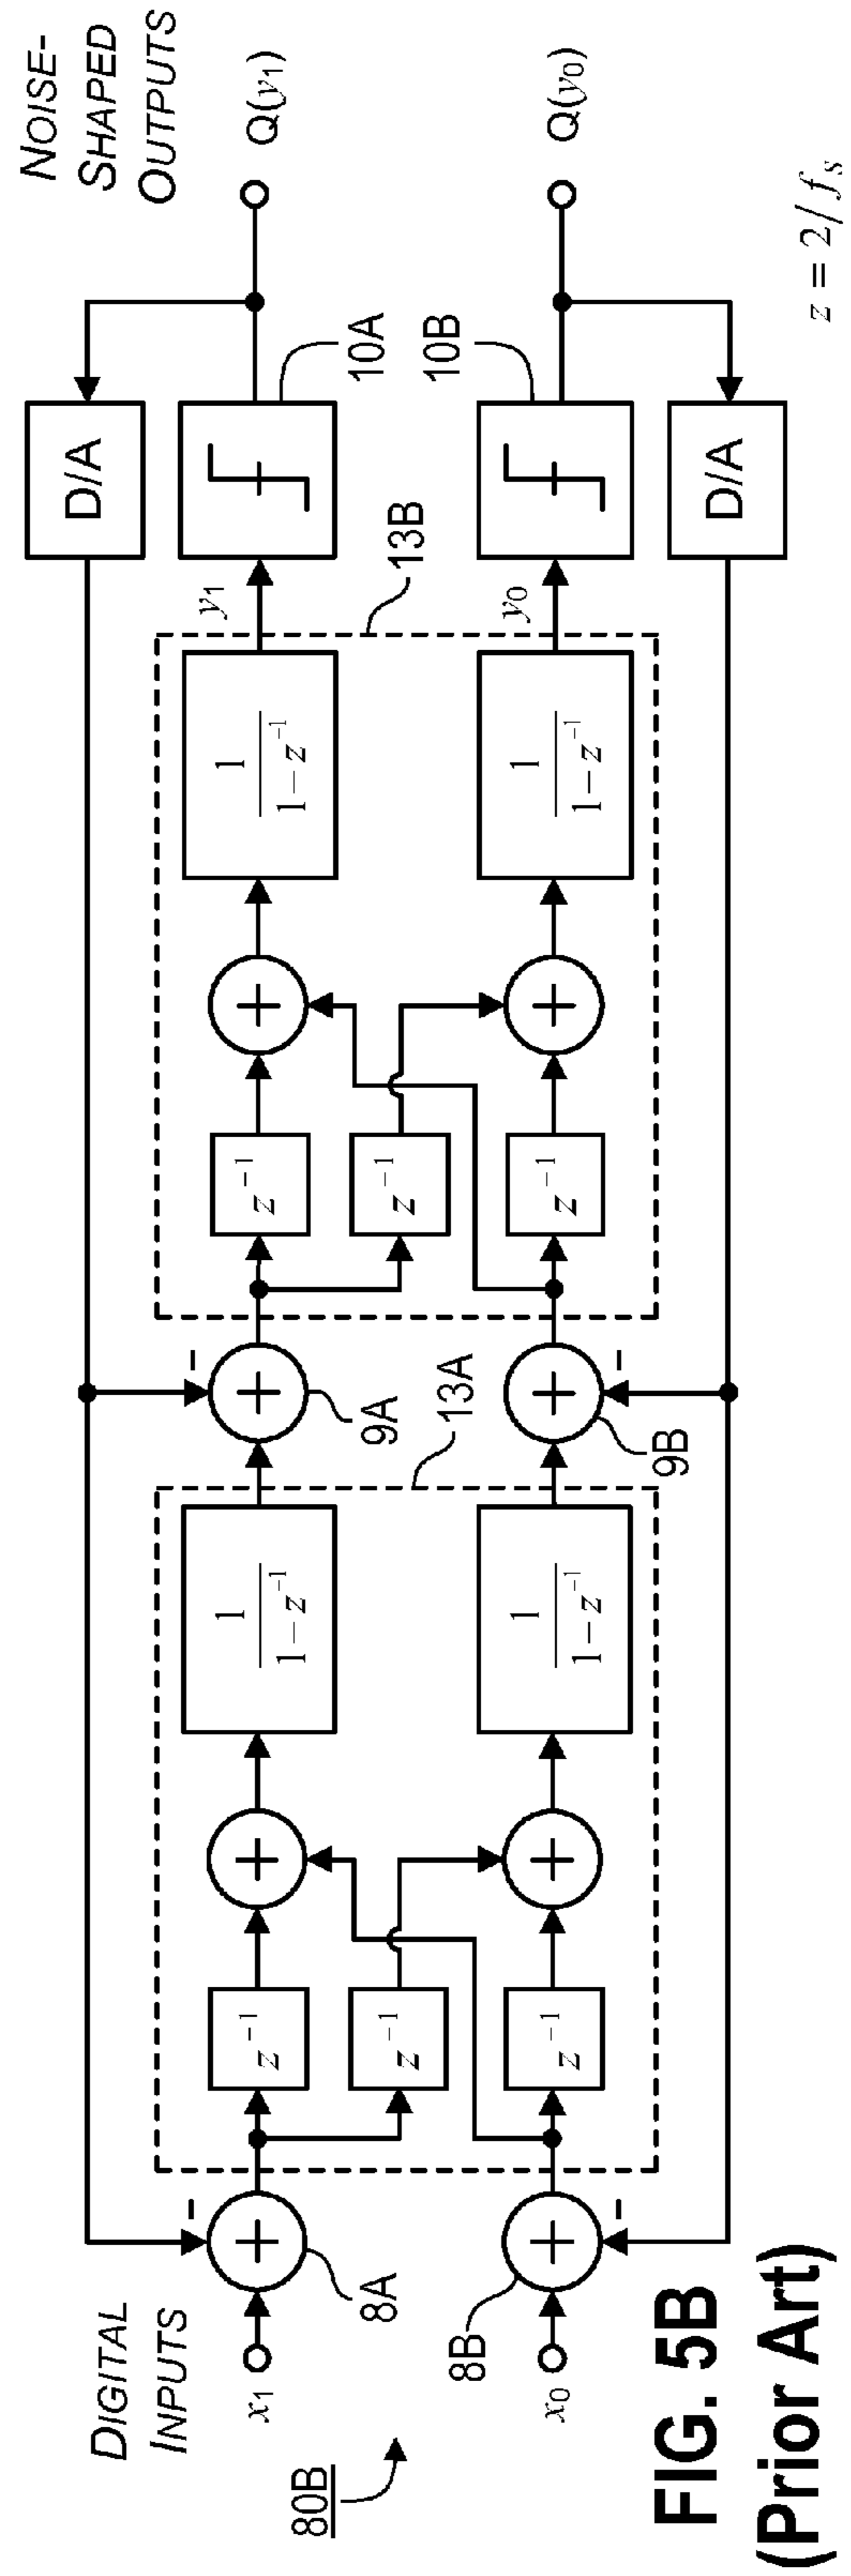 DIGITAL
INPUTS
NOISE-
SHAPED
OUTPUTS
80B
x₁
8A
–
+
z⁻¹
z⁻¹
+
1
1–z⁻¹
13A
–
+
9A
z⁻¹
z⁻¹
+
1
1–z⁻¹
13B
y₁
D/A
10A
Q(y₁)
x₀
8B
+
–
z⁻¹
+
1
1–z⁻¹
+
–
9B
z⁻¹
+
1
1–z⁻¹
y₀
10B
D/A
Q(y₀)
z = 2/fₛ
FIG. 5B
(Prior Art)